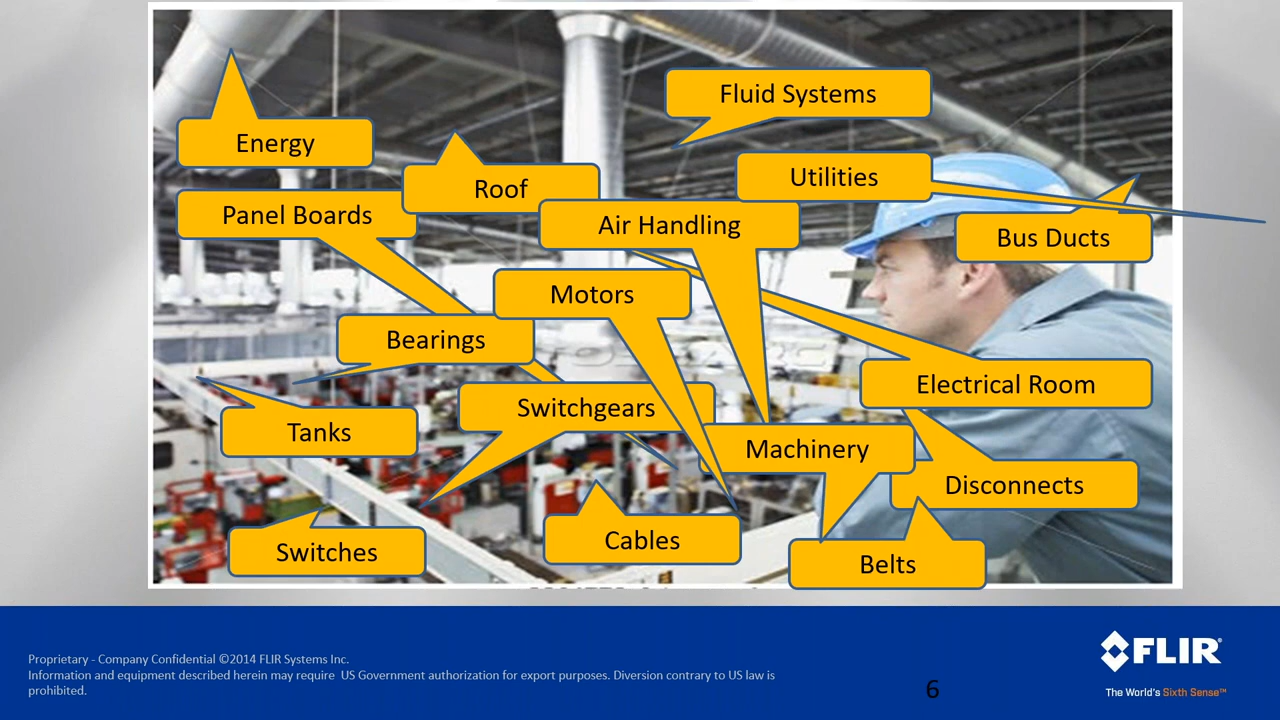 Fluid Systems
Energy
Utilities
Roof
Panel Boards
Air Handling
Bus Ducts
Motors
Bearings
Electrical Room
Switchgears
Tanks
Machinery
Disconnects
Cables
Switches
Belts
Proprietary - Company Confidential ©2014 FLIR Systems Inc.
Information and equipment described herein may require US Government authorization for export purposes. Diversion contrary to US law is
prohibited.
6
FLIR®
The World's Sixth Sense™